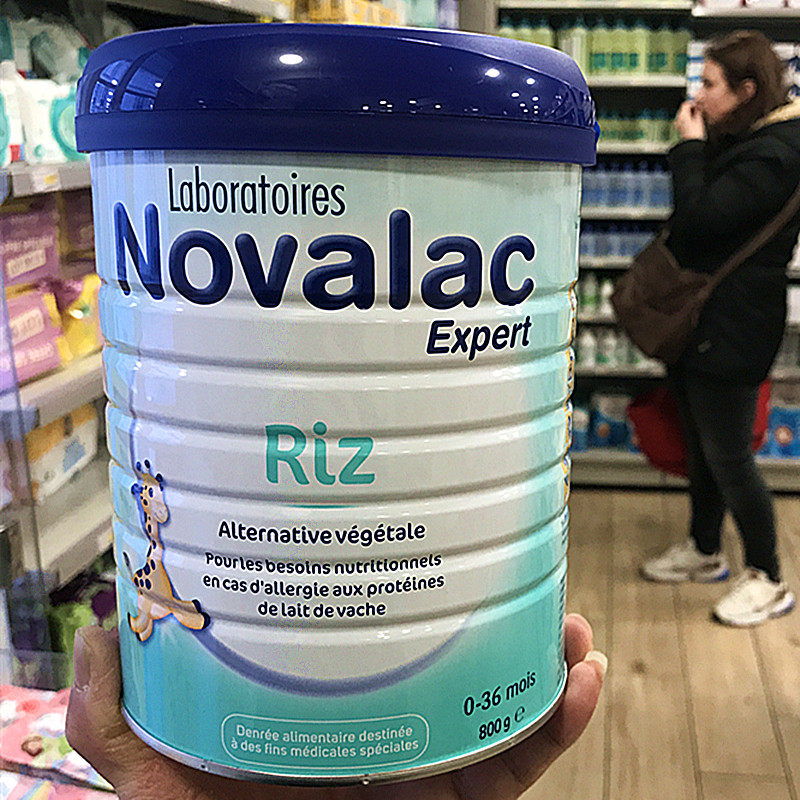 Laboratoires
Novalac
Expert
Riz
Alternative végétale
Pour les besoins nutritionnels
en cas d'allergie aux protéines
de lait de vache
0-36 mois
800 g e
Denrée alimentaire destinée
à des fins médicales spéciales